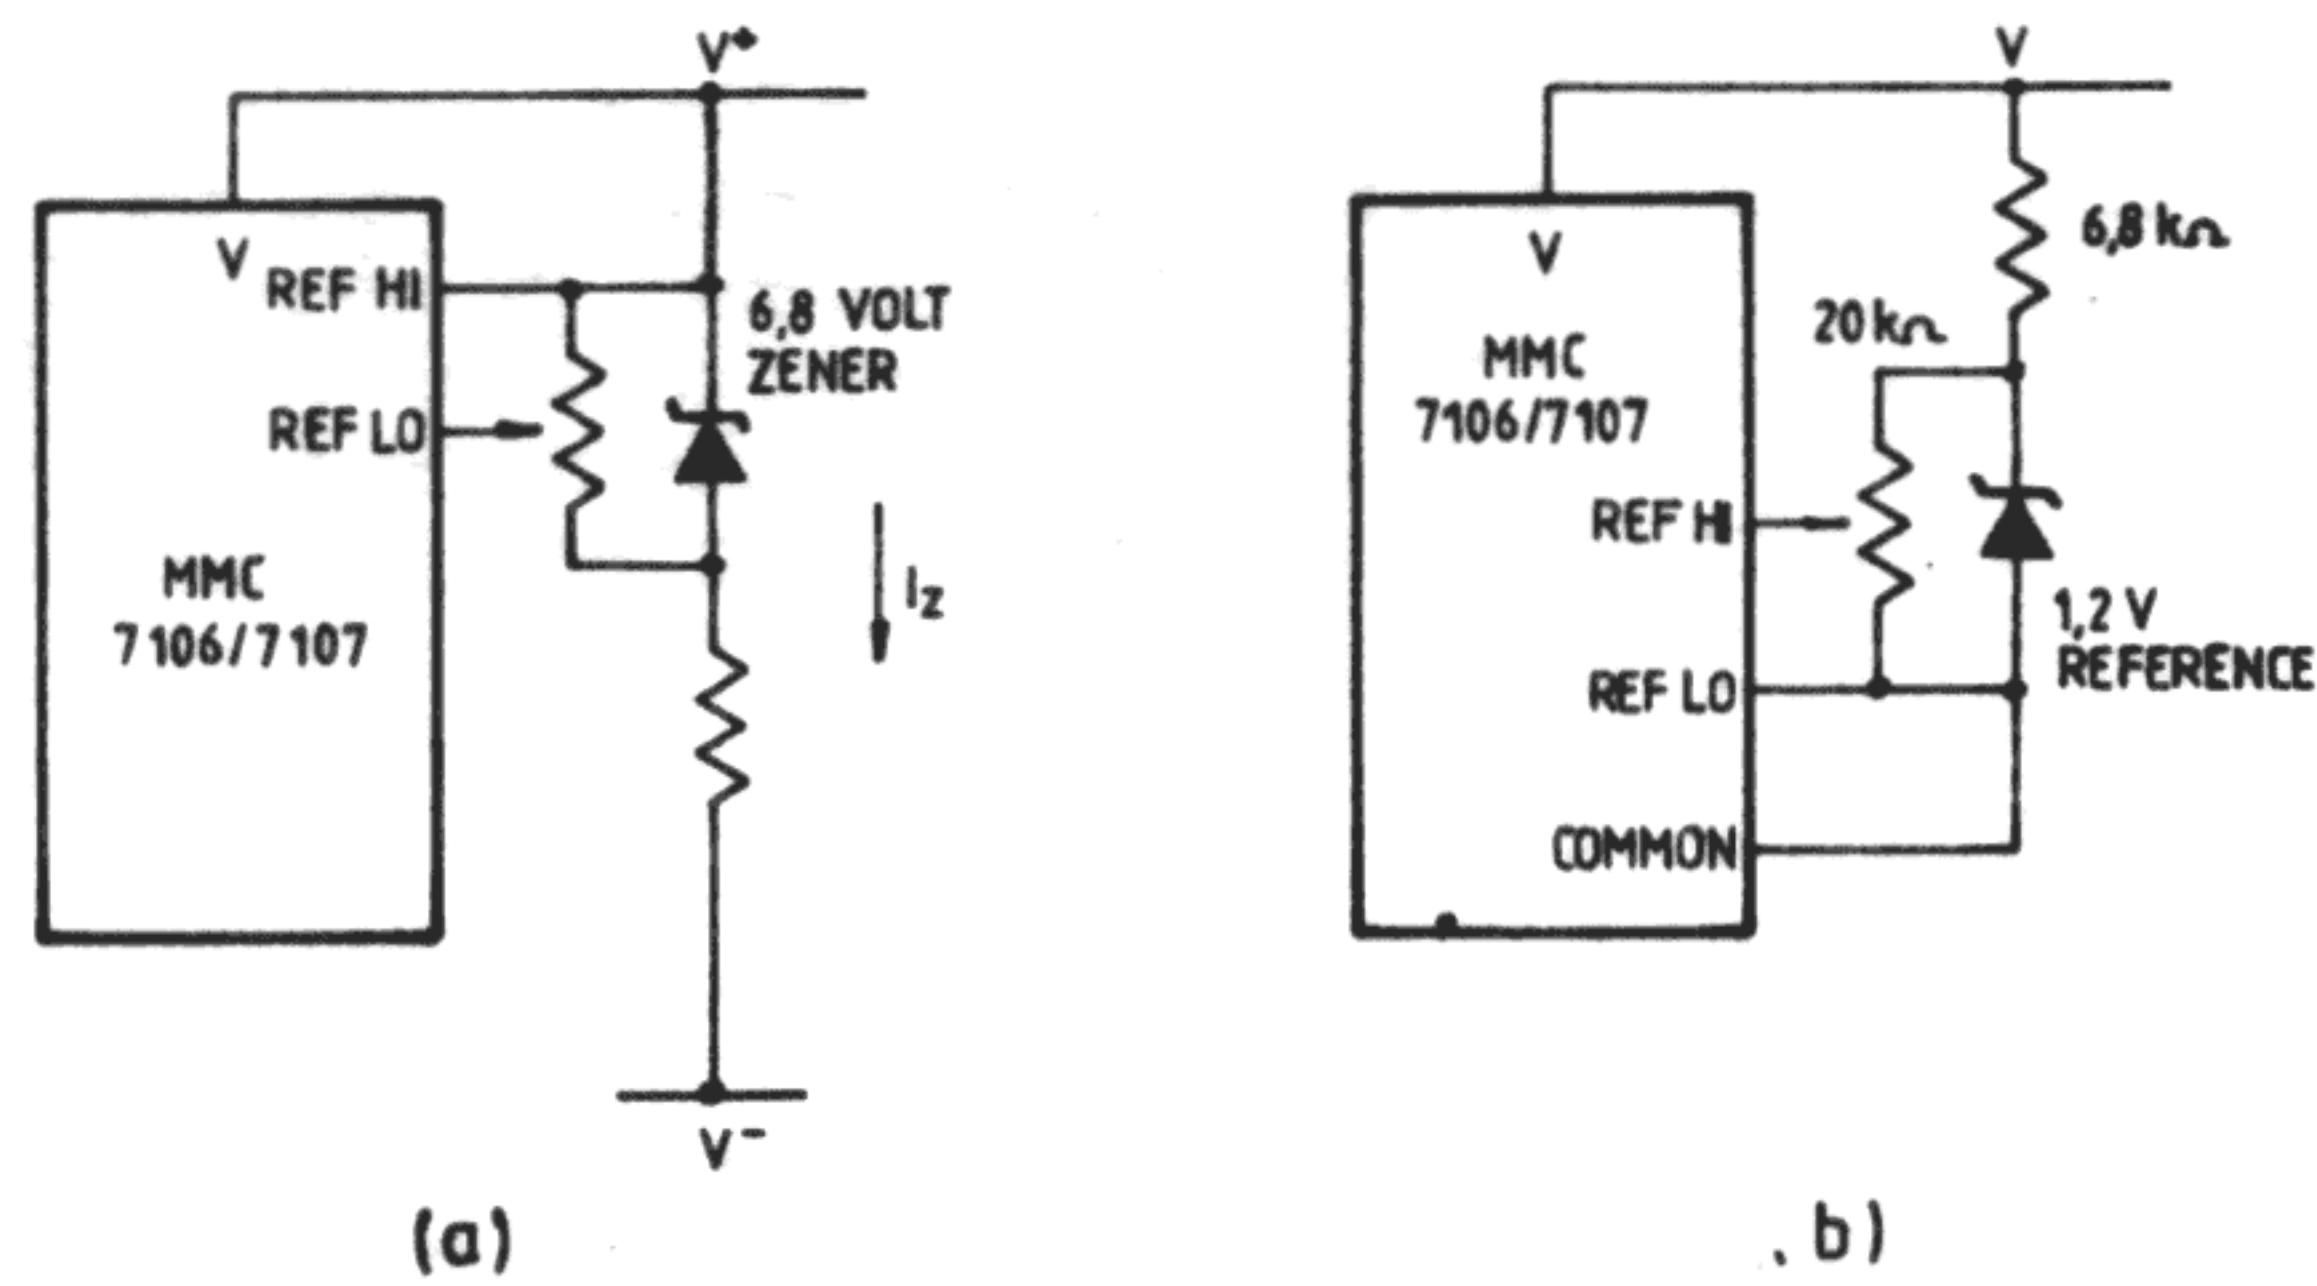 V+
V
REF HI
6,8 VOLT
ZENER
REF LO
IZ
MMC
7106/7107
V-
(a)
V
V
6,8 kΩ
20 kΩ
MMC
7106/7107
REF HI
1,2 V
REFERENCE
REF LO
COMMON
b)